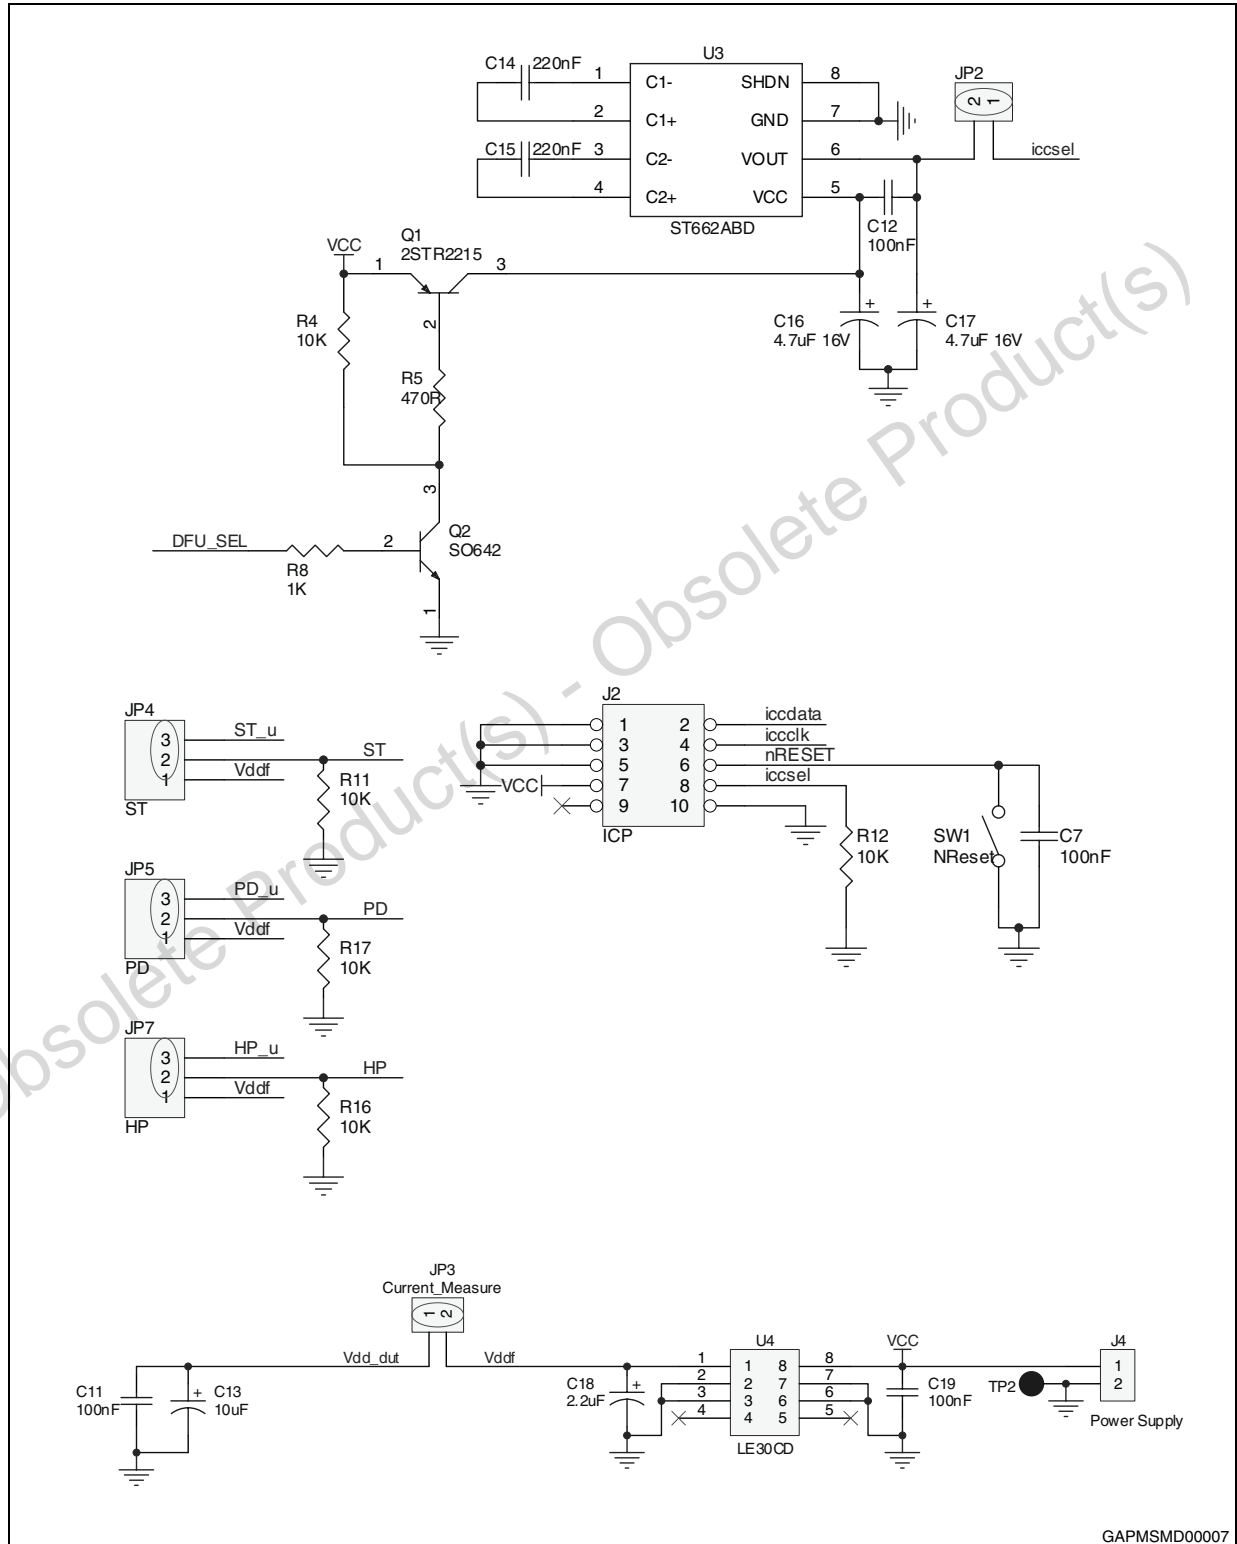 U3
C14 220nF 1 C1- SHDN 8
JP2
2 1
2 C1+ GND 7
C15 220nF 3 C2- VOUT 6 iccsel
4 C2+ VCC 5
ST662ABD
C12
100nF
Q1
2STR2215
VCC
1 3
2
R4
10K
R5
470R
C16
4.7uF 16V
+
+
C17
4.7uF 16V
3
DFU_SEL
R8
1K
2
Q2
SO642
1
Obsolete Product(s) - Obsolete Product(s)
JP4
3 ST_u
2 ST
1 Vddf
ST
R11
10K
J2
1 2 iccdata
3 4 iccclk
5 6 nRESET
VCC 7 8 iccsel
9 10
ICP
R12
10K
SW1
NReset
C7
100nF
JP5
3 PD_u
2 PD
1 Vddf
PD
R17
10K
JP7
3 HP_u
2 HP
1 Vddf
HP
R16
10K
JP3
Current_Measure
1 2
Vdd_dut Vddf
C11
100nF
+
C13
10uF
C18
2.2uF
+
U4
1 1 8 8
2 2 7 7
3 3 6 6
4 4 5 5
LE30CD
VCC
C19
100nF
TP2
J4
1
2
Power Supply
GAPMSMD00007